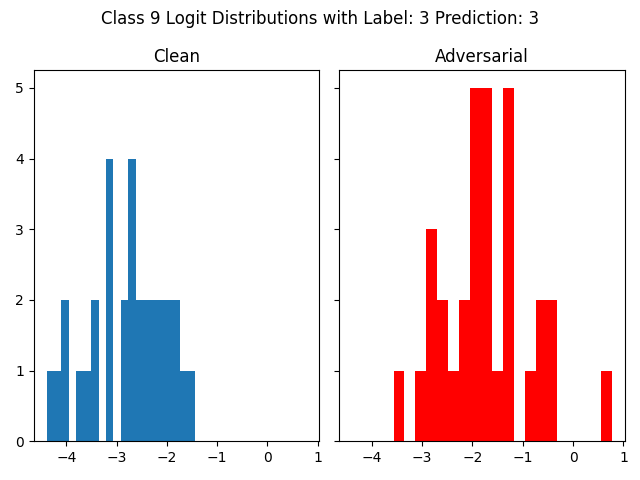 Class 9 Logit Distributions with Label: 3 Prediction: 3
Clean
Adversarial
5
4
3
2
1
0
−4 −3 −2 −1 0 1
−4 −3 −2 −1 0 1